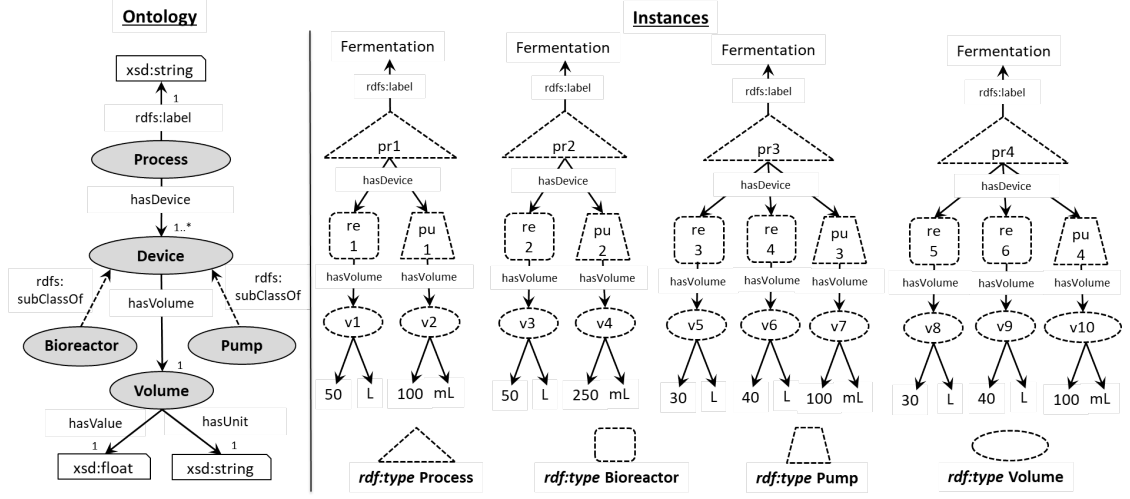 Ontology
xsd:string
1
rdfs:label
Process
hasDevice
1..*
Device
rdfs:
subClassOf
rdfs:
subClassOf
hasVolume
Bioreactor
Pump
1
Volume
hasValue
hasUnit
1
1
xsd:float
xsd:string
Instances
Fermentation
Fermentation
Fermentation
Fermentation
rdfs:label
rdfs:label
rdfs:label
rdfs:label
pr1
pr2
pr3
pr4
hasDevice
hasDevice
hasDevice
hasDevice
re
1
pu
1
re
2
pu
2
re
3
re
4
pu
3
re
5
re
6
pu
4
hasVolume
hasVolume
hasVolume
hasVolume
hasVolume
hasVolume
hasVolume
hasVolume
hasVolume
hasVolume
v1
v2
v3
v4
v5
v6
v7
v8
v9
v10
50 L
100 mL
50 L
250 mL
30 L
40 L
100 mL
30 L
40 L
100 mL
rdf:type Process
rdf:type Bioreactor
rdf:type Pump
rdf:type Volume